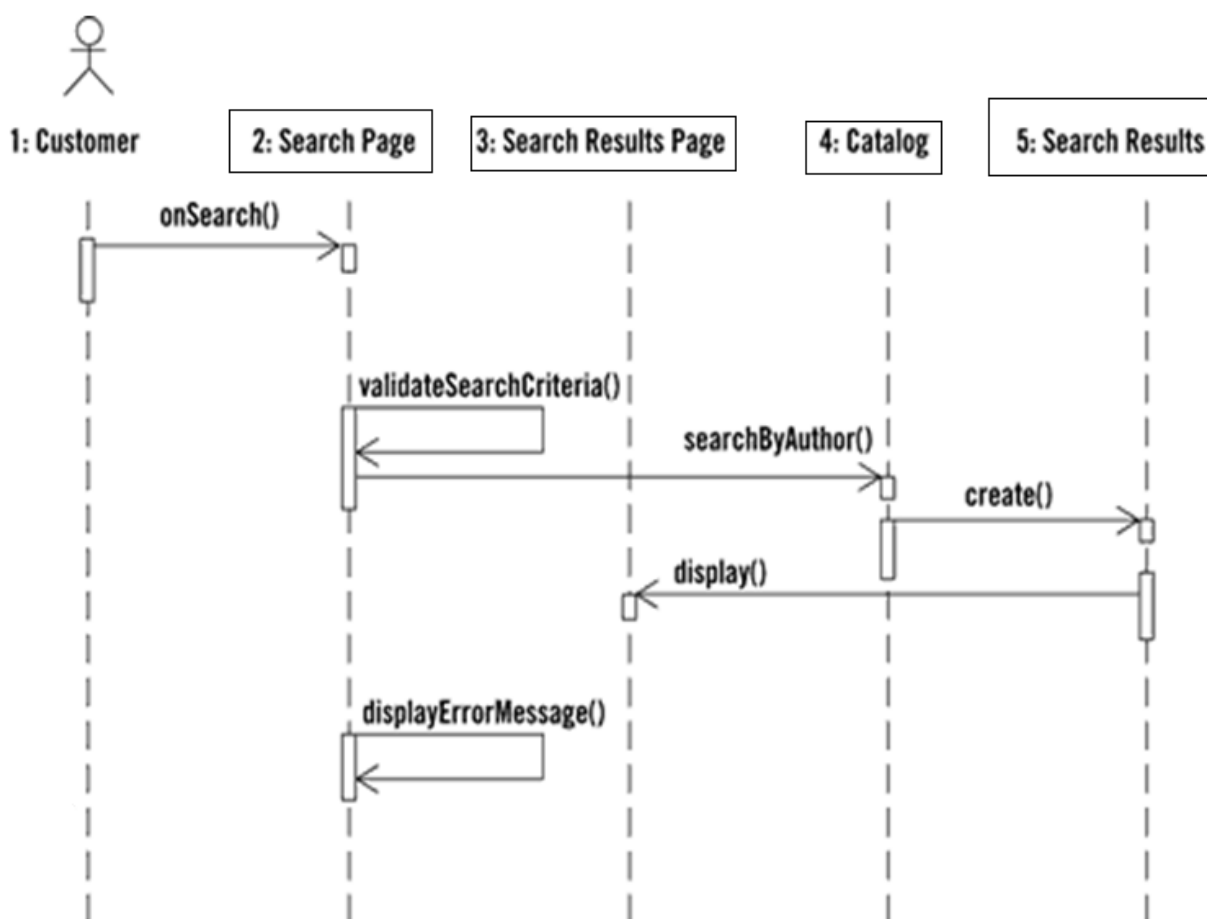 1: Customer
2: Search Page
3: Search Results Page
4: Catalog
5: Search Results
onSearch()
validateSearchCriteria()
searchByAuthor()
create()
display()
displayErrorMessage()